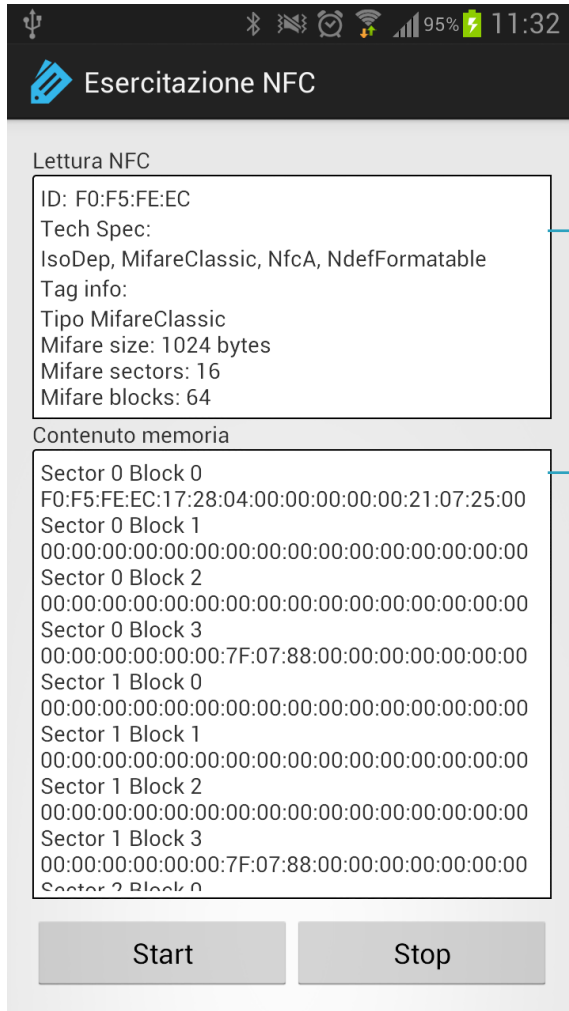 95% 11:32
Esercitazione NFC
Lettura NFC
ID: F0:F5:FE:EC
Tech Spec:
IsoDep, MifareClassic, NfcA, NdefFormatable
Tag info:
Tipo MifareClassic
Mifare size: 1024 bytes
Mifare sectors: 16
Mifare blocks: 64
Contenuto memoria
Sector 0 Block 0
F0:F5:FE:EC:17:28:04:00:00:00:00:00:21:07:25:00
Sector 0 Block 1
00:00:00:00:00:00:00:00:00:00:00:00:00:00:00:00
Sector 0 Block 2
00:00:00:00:00:00:00:00:00:00:00:00:00:00:00:00
Sector 0 Block 3
00:00:00:00:00:00:7F:07:88:00:00:00:00:00:00:00
Sector 1 Block 0
00:00:00:00:00:00:00:00:00:00:00:00:00:00:00:00
Sector 1 Block 1
00:00:00:00:00:00:00:00:00:00:00:00:00:00:00:00
Sector 1 Block 2
00:00:00:00:00:00:00:00:00:00:00:00:00:00:00:00
Sector 1 Block 3
00:00:00:00:00:00:7F:07:88:00:00:00:00:00:00:00
Sector 2 Block 0
Start Stop